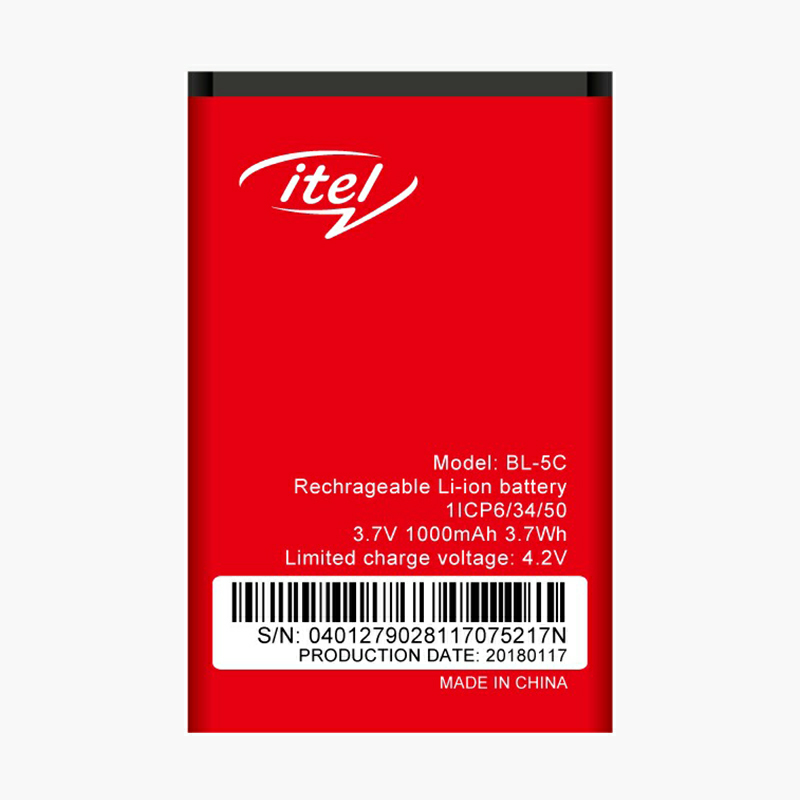 itel
Model: BL-5C
Rechrageable Li-ion battery
1ICP6/34/50
3.7V 1000mAh 3.7Wh
Limited charge voltage: 4.2V
S/N: 0401279028117075217N
PRODUCTION DATE: 20180117
MADE IN CHINA